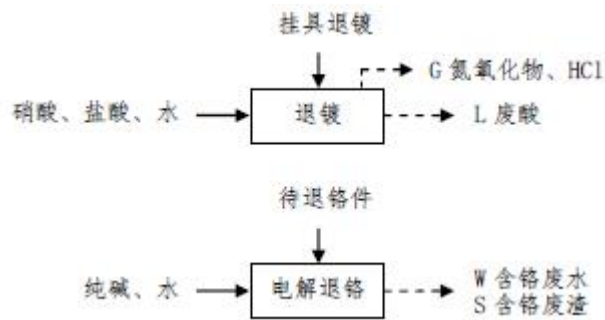 挂具退镀
G 氮氧化物、HCl
硝酸、盐酸、水
退镀
L 废酸
待退铬件
纯碱、水
电解退铬
W 含铬废水
S 含铬废渣